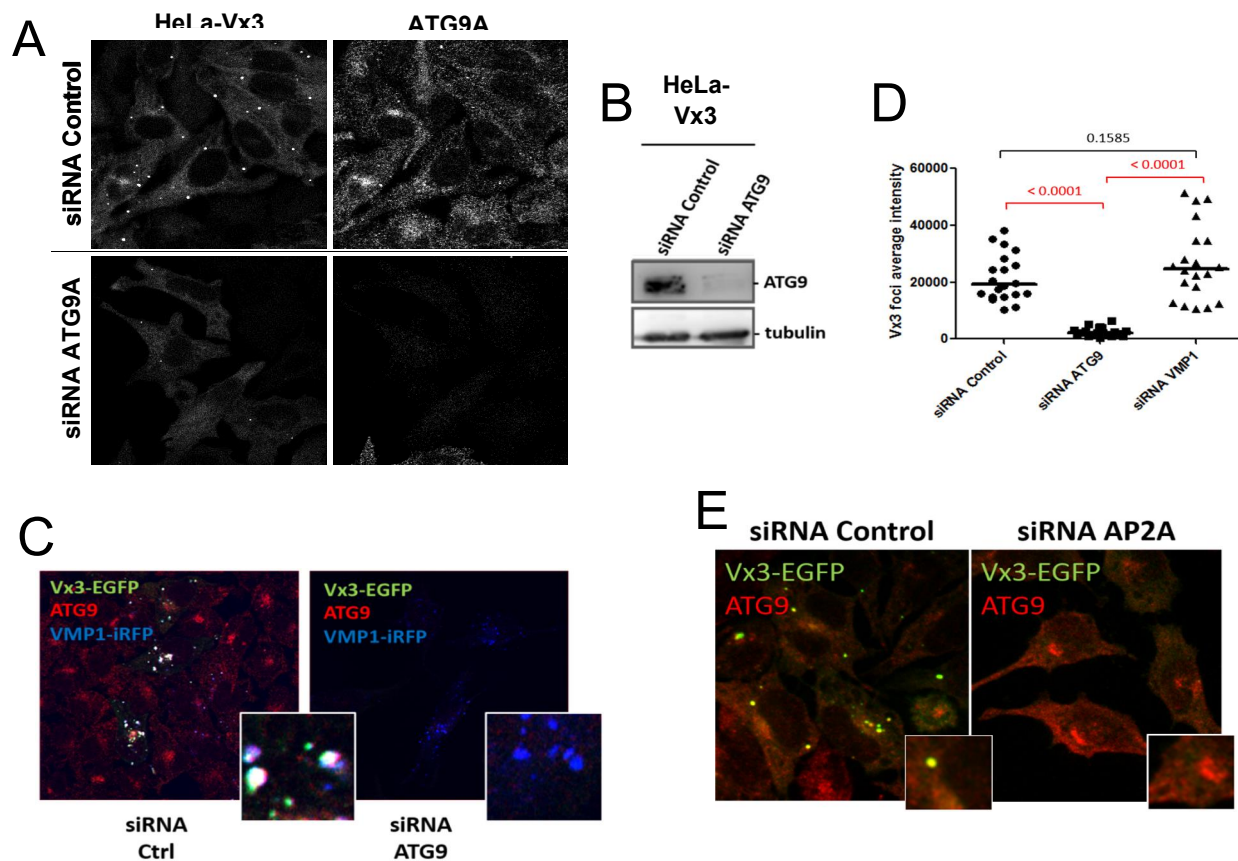 A
HeLa-Vx3
ATG9A
siRNA Control
siRNA ATG9A
B
HeLa-
Vx3
siRNA Control
siRNA ATG9
ATG9
tubulin
D
0.1585
< 0.0001
< 0.0001
Vx3 foci average intensity
60000
40000
20000
0
siRNA Control
siRNA ATG9
siRNA VMP1
C
Vx3-EGFP
ATG9
VMP1-iRFP
Vx3-EGFP
ATG9
VMP1-iRFP
siRNA
Ctrl
siRNA
ATG9
E
siRNA Control
siRNA AP2A
Vx3-EGFP
ATG9
Vx3-EGFP
ATG9